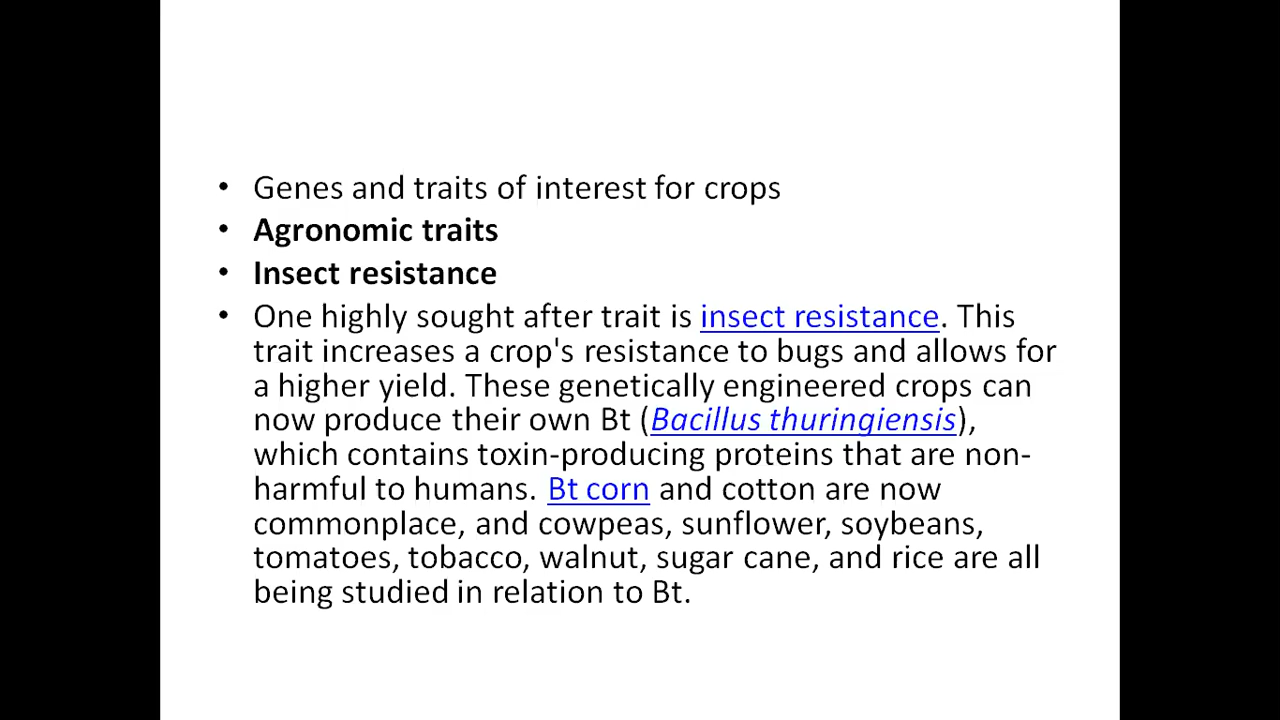 • Genes and traits of interest for crops
• Agronomic traits
• Insect resistance
• One highly sought after trait is insect resistance. This
trait increases a crop's resistance to bugs and allows for
a higher yield. These genetically engineered crops can
now produce their own Bt (Bacillus thuringiensis),
which contains toxin-producing proteins that are non-
harmful to humans. Bt corn and cotton are now
commonplace, and cowpeas, sunflower, soybeans,
tomatoes, tobacco, walnut, sugar cane, and rice are all
being studied in relation to Bt.